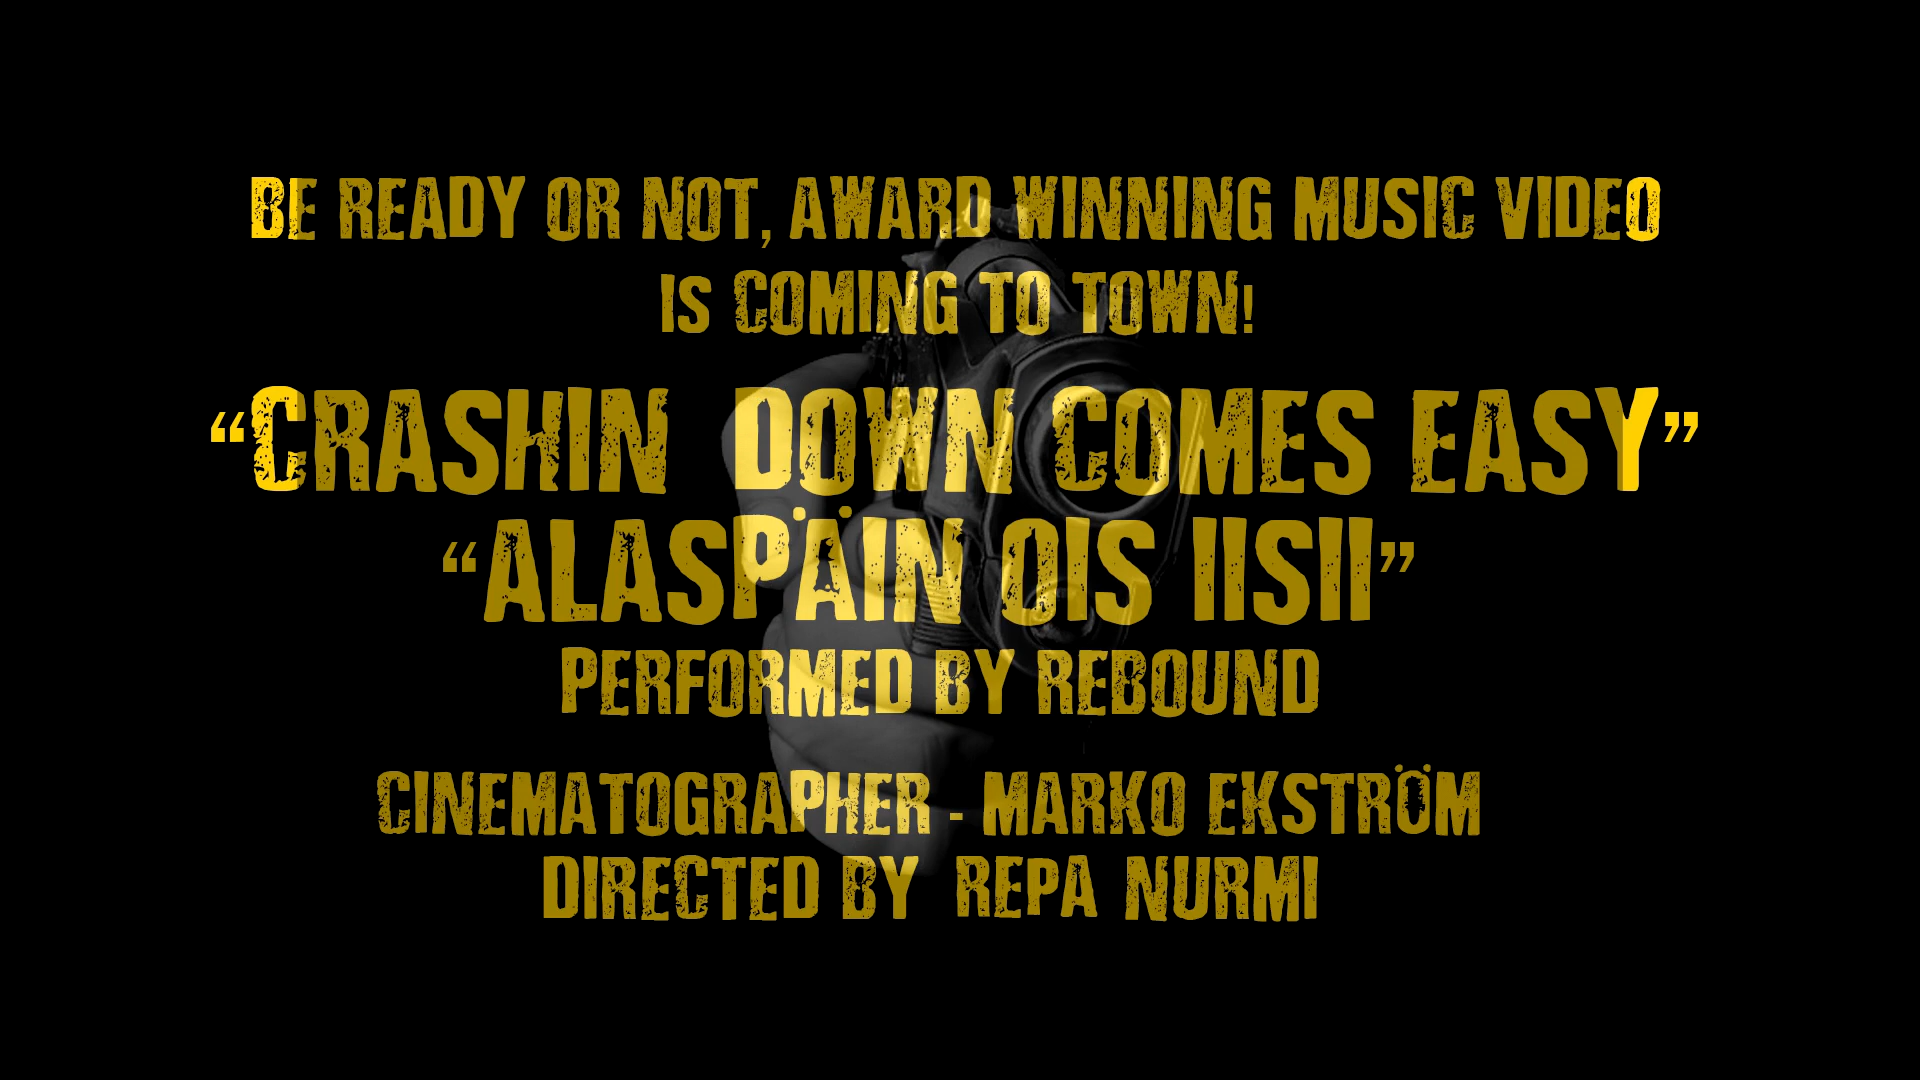 BE READY OR NOT, AWARD WINNING MUSIC VIDEO
IS COMING TO TOWN!
“CRASHIN DOWN COMES EASY”
“ALASPÄIN OIS IISII”
PERFORMED BY REBOUND
CINEMATOGRAPHER - MARKO EKSTRÖM
DIRECTED BY REPA NURMI